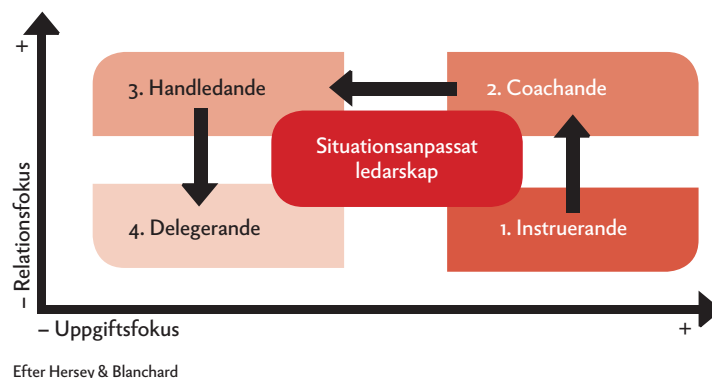 +
3. Handledande
2. Coachande
Situationsanpassat
ledarskap
4. Delegerande
1. Instruerande
– Relationsfokus
– Uppgiftsfokus
+
Efter Hersey & Blanchard